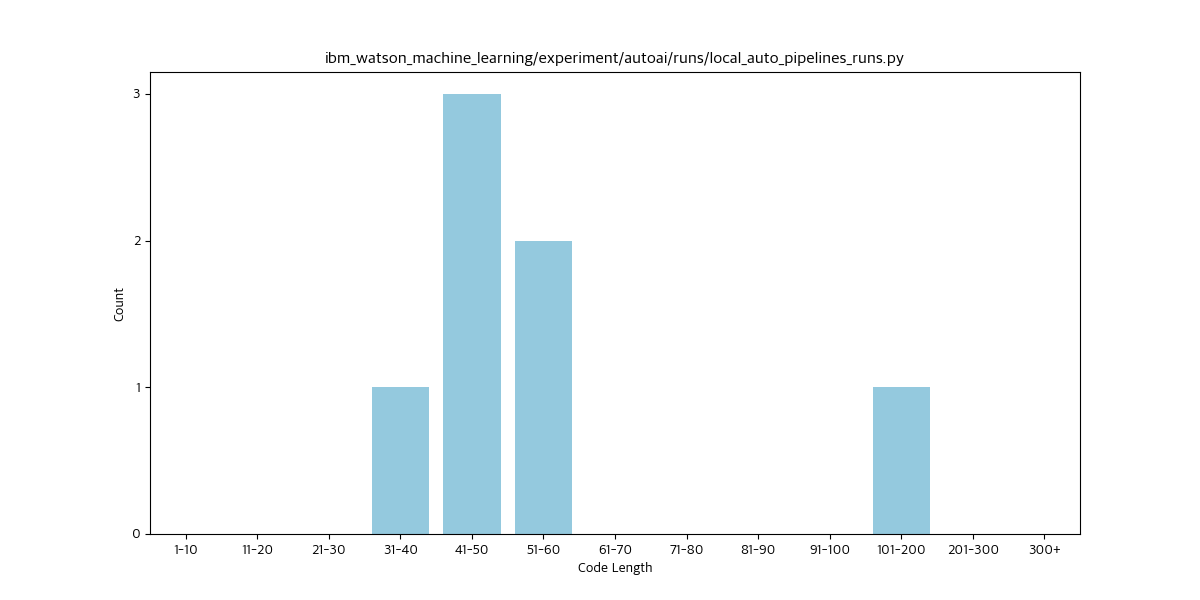 ibm_watson_machine_learning/experiment/autoai/runs/local_auto_pipelines_runs.py
3
2
1
0
Count
1-10 11-20 21-30 31-40 41-50 51-60 61-70 71-80 81-90 91-100 101-200 201-300 300+
Code Length